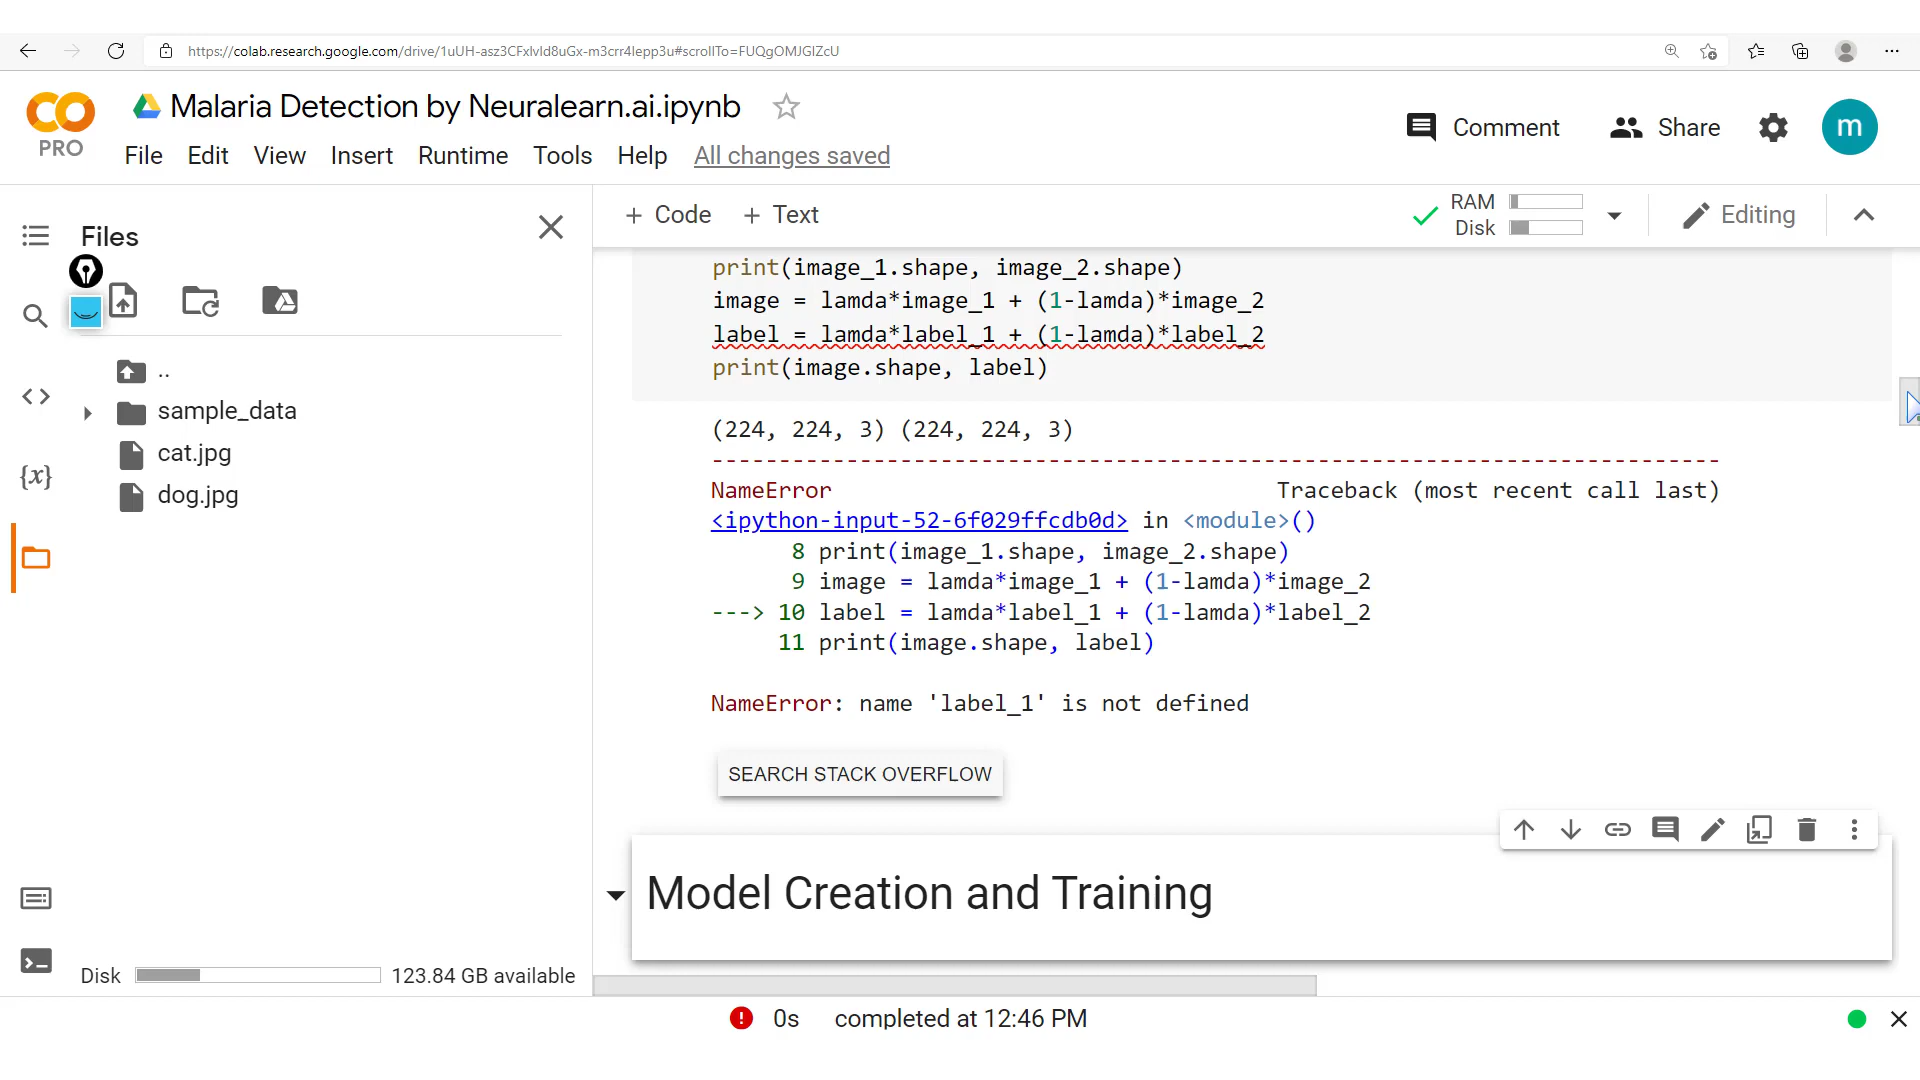 https://colab.research.google.com/drive/1uUH-asz3CFxlvld8uGx-m3crr4lepp3u#scrollTo=FUQgOMJGIZcU
CO
PRO
Malaria Detection by Neuralearn.ai.ipynb
File Edit View Insert Runtime Tools Help All changes saved
Comment Share m
Files
+ Code + Text
RAM
Disk
Editing
..
sample_data
cat.jpg
dog.jpg
{x}
Disk 123.84 GB available
print(image_1.shape, image_2.shape)
image = lamda*image_1 + (1-lamda)*image_2
label = lamda*label_1 + (1-lamda)*label_2
print(image.shape, label)
(224, 224, 3) (224, 224, 3)
---------------------------------------------------------------------------
NameError Traceback (most recent call last)
<ipython-input-52-6f029ffcdb0d> in <module>()
8 print(image_1.shape, image_2.shape)
9 image = lamda*image_1 + (1-lamda)*image_2
---> 10 label = lamda*label_1 + (1-lamda)*label_2
11 print(image.shape, label)
NameError: name 'label_1' is not defined
SEARCH STACK OVERFLOW
Model Creation and Training
0s completed at 12:46 PM